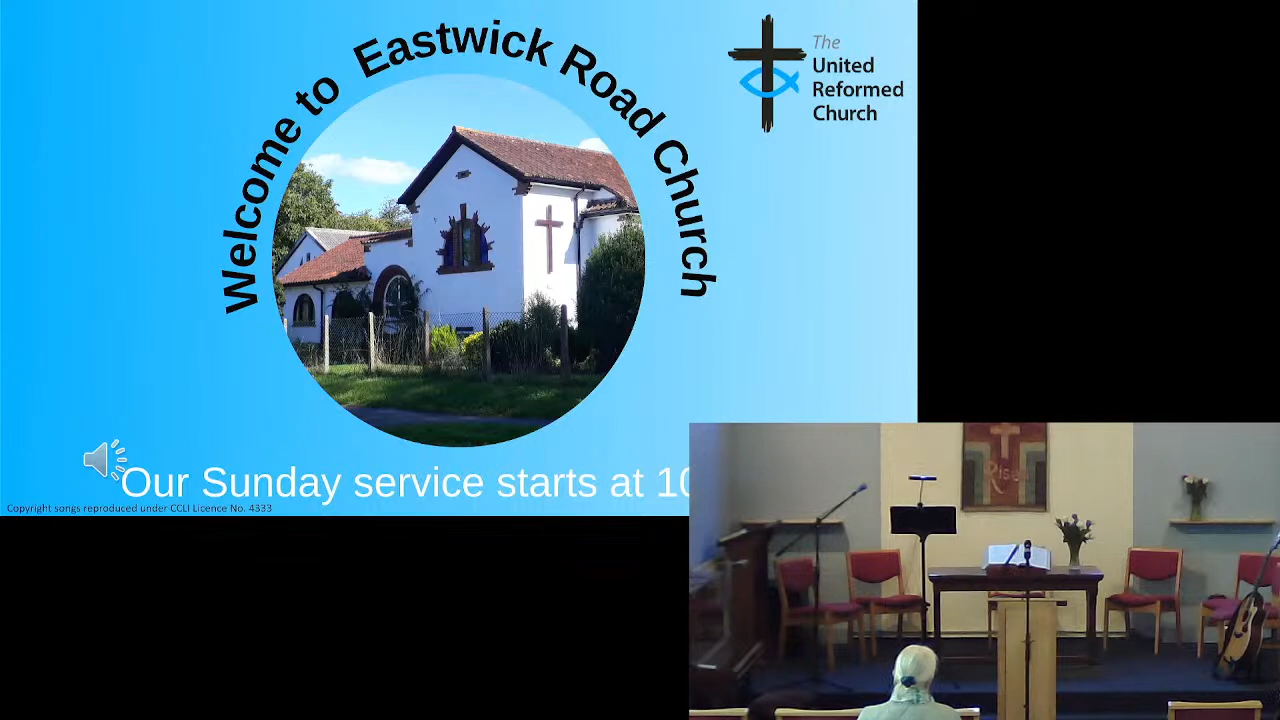 Welcome to Eastwick Road Church
The
United
Reformed
Church
Our Sunday service starts at 10
Copyright songs reproduced under CCLI Licence No. 4333
Risen